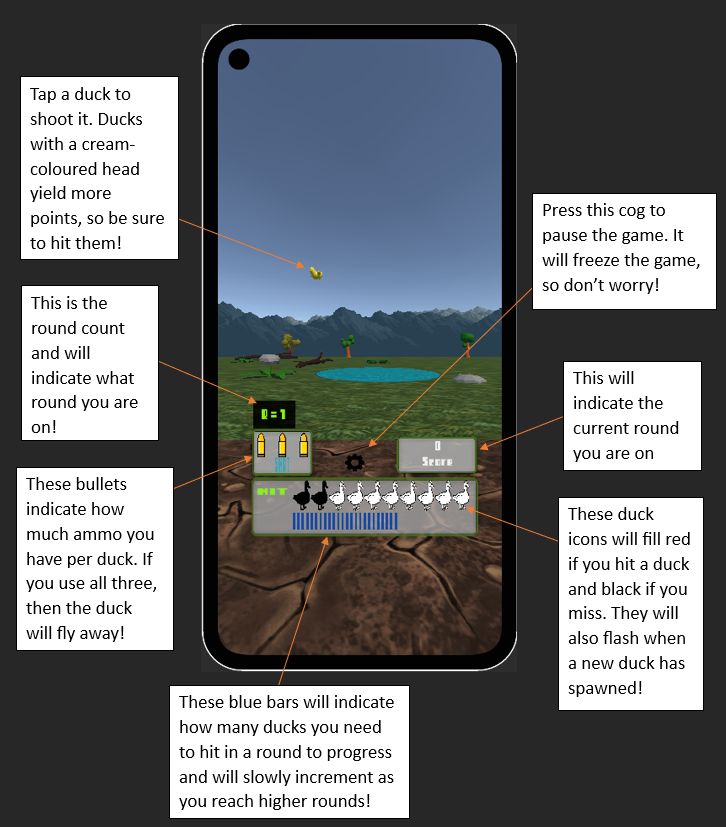 Tap a duck to
shoot it. Ducks
with a cream-
coloured head
yield more
points, so be sure
to hit them!
Press this cog to
pause the game. It
will freeze the game,
so don't worry!
This is the
round count
and will
indicate what
round you are
on!
This will
indicate the
current round
you are on
These bullets
indicate how
much ammo you
have per duck. If
you use all three,
then the duck
will fly away!
These duck
icons will fill red
if you hit a duck
and black if you
miss. They will
also flash when
a new duck has
spawned!
These blue bars will indicate
how many ducks you need
to hit in a round to progress
and will slowly increment as
you reach higher rounds!
=1
SHOT
0
Score
HIT